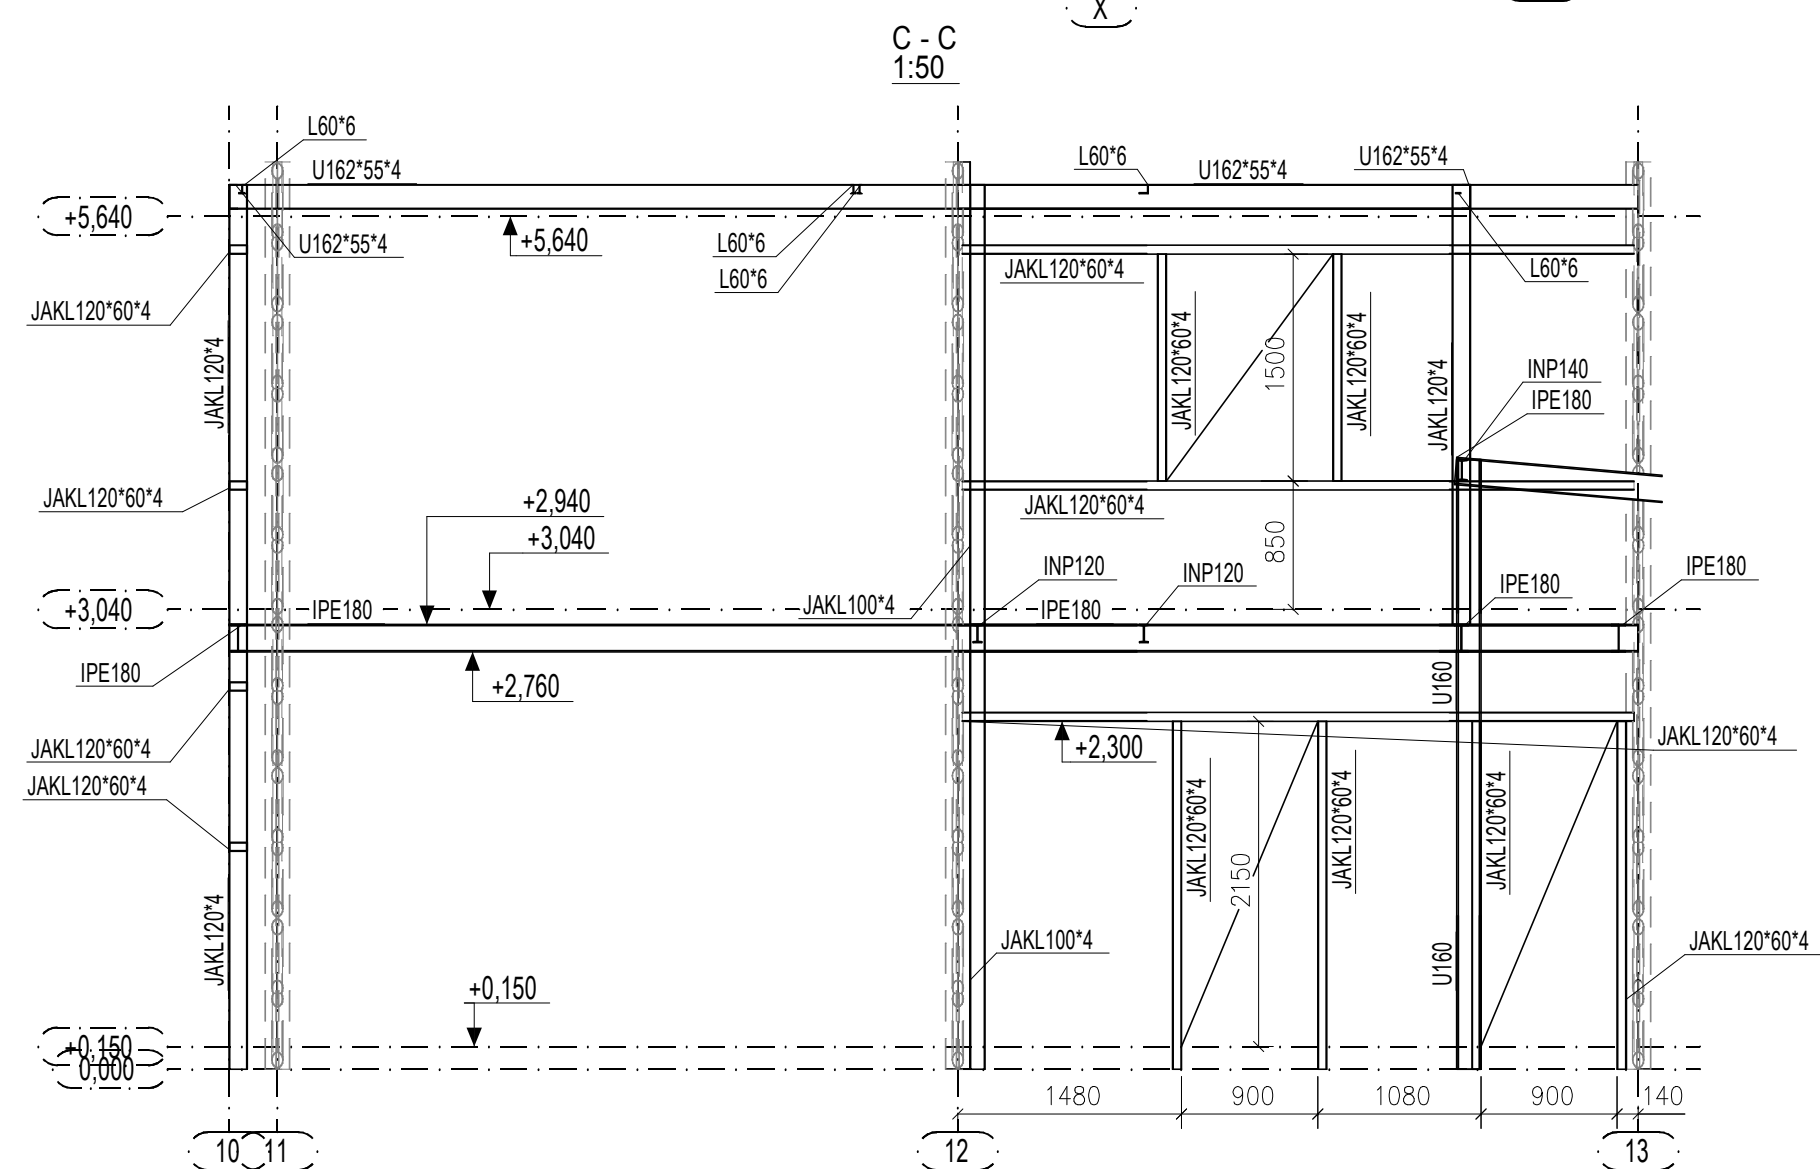 X
C - C
1:50
L60*6
U162*55*4
L60*6
U162*55*4
U162*55*4
+5,640
+5,640
U162*55*4
L60*6
L60*6
JAKL120*60*4
L60*6
JAKL120*60*4
JAKL120*4
JAKL120*60*4
1500
JAKL120*60*4
JAKL120*4
INP140
IPE180
JAKL120*60*4
+2,940
+3,040
JAKL120*60*4
850
INP120
INP120
IPE180
IPE180
+3,040
IPE180
JAKL100*4
IPE180
IPE180
+2,760
U160
JAKL120*60*4
+2,300
JAKL120*60*4
JAKL120*60*4
JAKL120*60*4
2150
JAKL120*60*4
JAKL120*60*4
JAKL120*4
JAKL100*4
U160
JAKL120*60*4
+0,150
+0,150
0,000
1480
900
1080
900
140
10
11
12
13